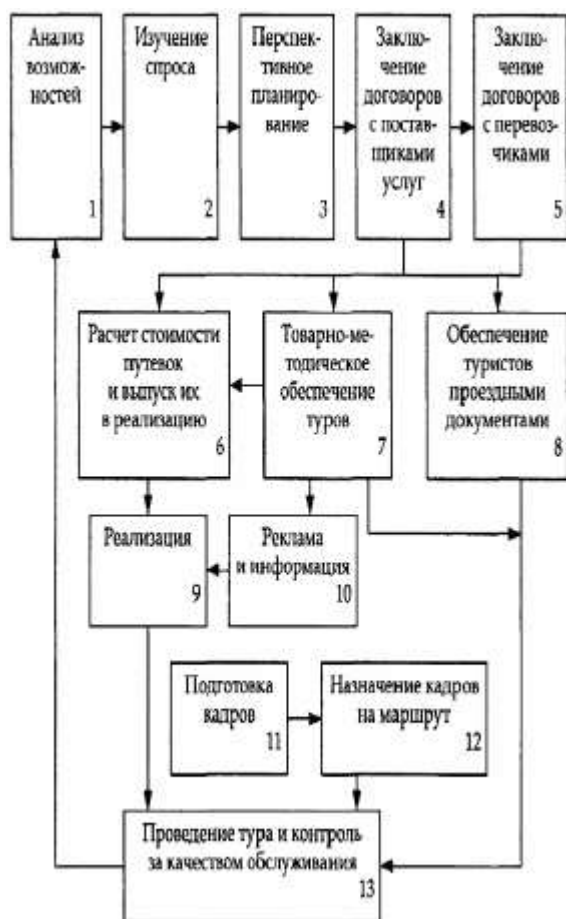 Анализ
возмож-
ностей
1
Изучение
спроса
2
Перспек-
тивное
планиро-
вание
3
Заклю-
чение
договоров
с постав-
щиками
услуг
4
Заклю-
чение
договоров
с перевоз-
чиками
5
Расчет стоимости
путевок
и выпуск их
в реализацию
6
Товарно-ме-
тодическое
обеспечение
туров
7
Обеспечение
туристов
проездными
документами
8
Реализация
9
Реклама
и информация
10
Подготовка
кадров
11
Назначение кадров
на маршрут
12
Проведение тура и контроль
за качеством обслуживания
13